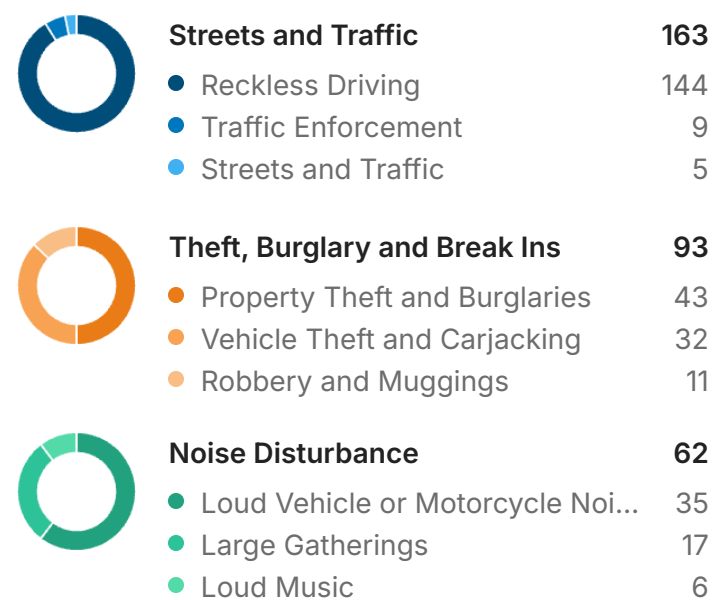 Streets and Traffic 163
Reckless Driving 144
Traffic Enforcement 9
Streets and Traffic 5
Theft, Burglary and Break Ins 93
Property Theft and Burglaries 43
Vehicle Theft and Carjacking 32
Robbery and Muggings 11
Noise Disturbance 62
Loud Vehicle or Motorcycle Noi... 35
Large Gatherings 17
Loud Music 6